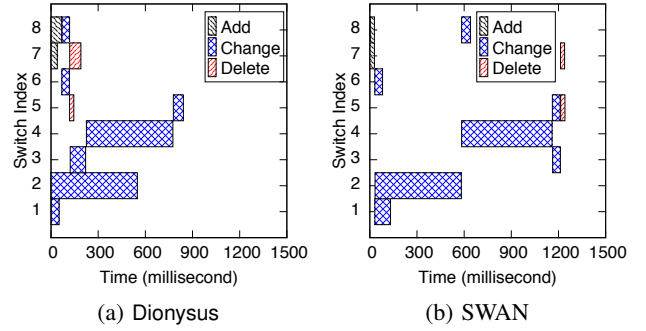 Switch Index
8
7
6
5
4
3
2
1
Add
Change
Delete
0 300 600 900 1200 1500
Time (millisecond)
(a) Dionysus
Switch Index
8
7
6
5
4
3
2
1
Add
Change
Delete
0 300 600 900 1200 1500
Time (millisecond)
(b) SWAN